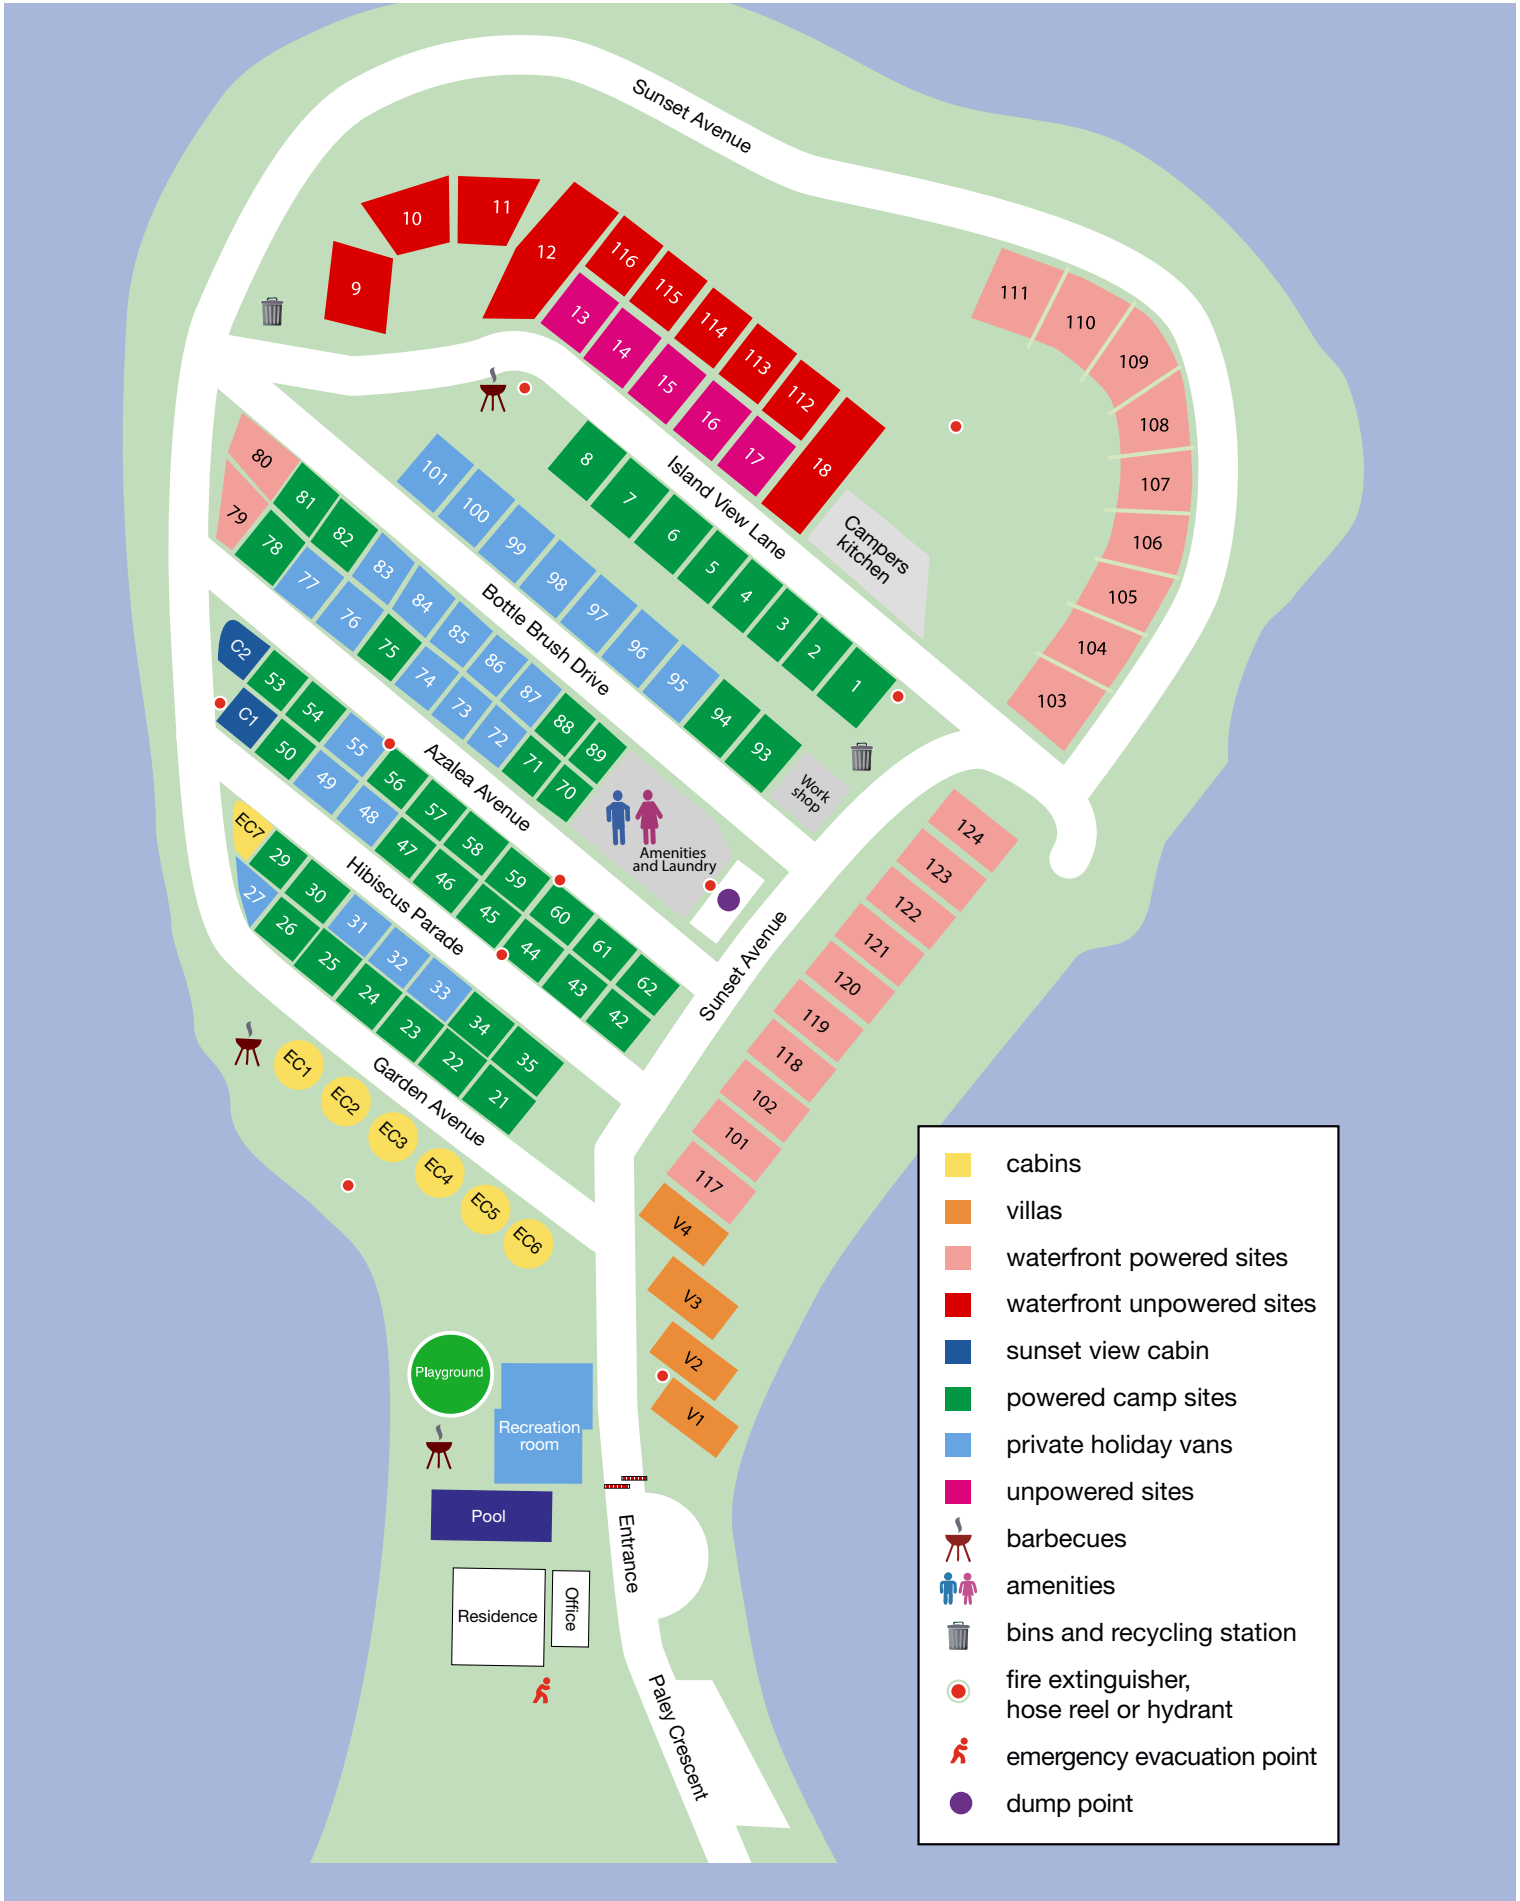 Sunset Avenue
10
11
9
12
116
115
114
113
112
18
13
14
15
16
17
111
110
109
108
107
106
105
104
103
8
7
6
5
4
3
2
1
Island View Lane
Campers
kitchen
101
100
99
98
97
96
95
94
93
Work
shop
Bottle Brush Drive
80
81
82
83
84
85
86
87
88
89
79
78
77
76
75
74
73
72
71
70
Amenities
and Laundry
Azalea Avenue
C2
53
54
55
56
57
58
59
60
61
62
C1
50
49
48
47
46
45
44
43
42
Hibiscus Parade
EC7
29
30
31
32
33
34
35
27
26
25
24
23
22
21
Garden Avenue
EC1
EC2
EC3
EC4
EC5
EC6
Sunset Avenue
124
123
122
121
120
119
118
102
101
117
V4
V3
V2
V1
Playground
Recreation
room
Pool
Residence
Office
Entrance
Paley Crescent
cabins
villas
waterfront powered sites
waterfront unpowered sites
sunset view cabin
powered camp sites
private holiday vans
unpowered sites
barbecues
amenities
bins and recycling station
fire extinguisher,
hose reel or hydrant
emergency evacuation point
dump point